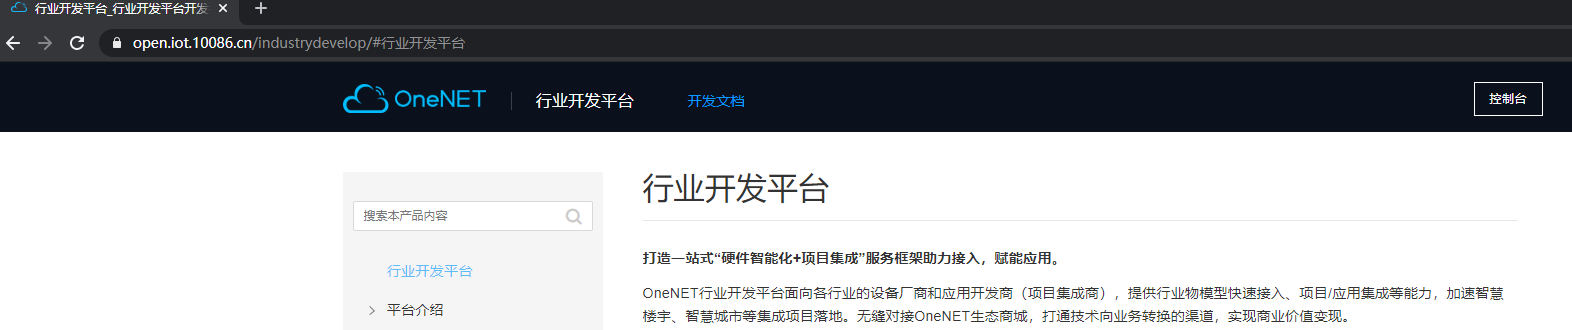 行业开发平台_行业开发平台开发
open.iot.10086.cn/industrydevelop/#行业开发平台
OneNET 行业开发平台 开发文档 控制台
搜索本产品内容
行业开发平台
平台介绍
行业开发平台
打造一站式“硬件智能化+项目集成”服务框架助力接入，赋能应用。
OneNET行业开发平台面向各行业的设备厂商和应用开发商（项目集成商），提供行业物模型快速接入、项目/应用集成等能力，加速智慧
楼宇、智慧城市等集成项目落地。无缝对接OneNET生态商城，打通技术向业务转换的渠道，实现商业价值变现。